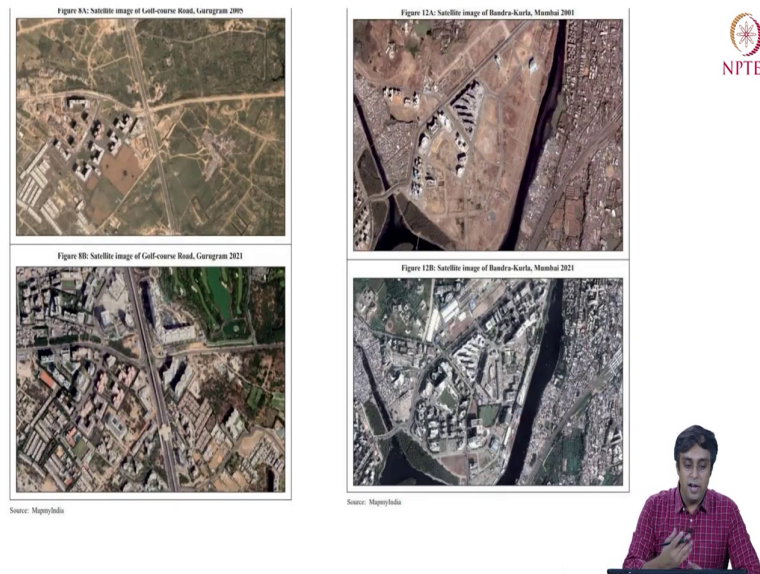 Figure 8A: Satellite image of Golf-course Road, Gurugram 2005
Figure 8B: Satellite image of Golf-course Road, Gurugram 2021
Source: MapmyIndia
Figure 12A: Satellite image of Bandra-Kurla, Mumbai 2001
Figure 12B: Satellite image of Bandra-Kurla, Mumbai 2021
Source: MapmyIndia
NPTE